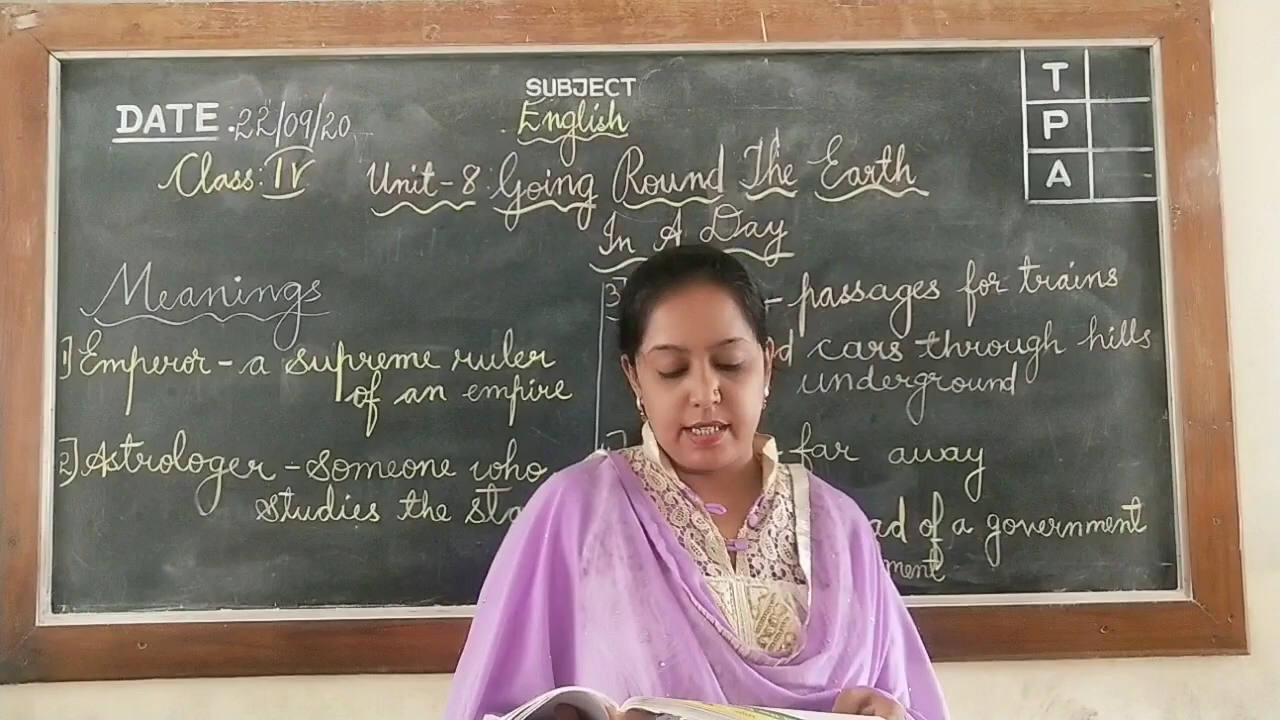 SUBJECT
DATE. 22/09/20
English
T
P
A
Class: IV Unit-8: Going Round The Earth
In A Day
Meanings
1] Emperor - a supreme ruler
of an empire
2] Astrologer - someone who
studies the
3] - passages for trains
cars through hills
underground
- far away
of a government